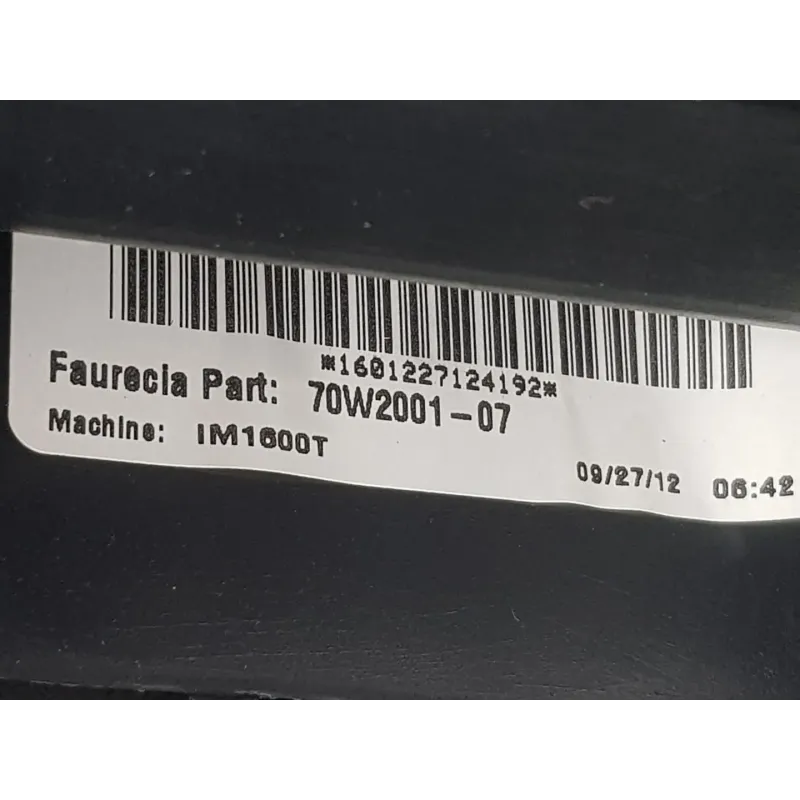 *1601227124192*
Faurecia Part: 70W2001-07
Machine: IM1600T
09/27/12 06:42